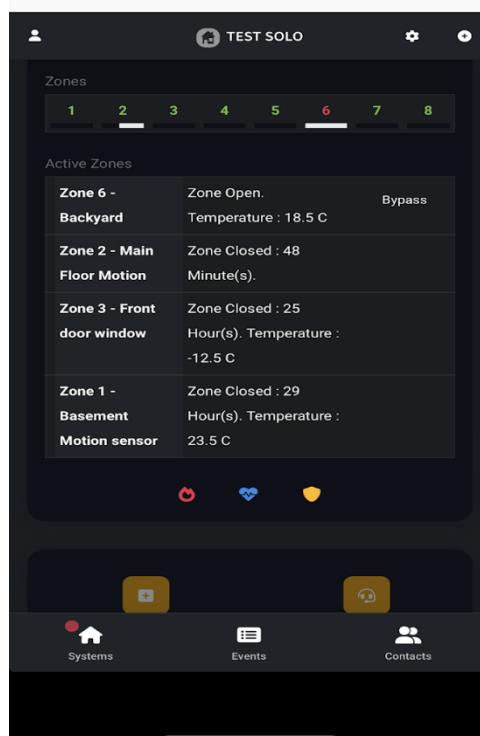 TEST SOLO
Zones
1 2 3 4 5 6 7 8
Active Zones
Zone 6 -
Backyard
Zone Open.
Temperature : 18.5 C
Bypass
Zone 2 - Main
Floor Motion
Zone Closed : 48
Minute(s).
Zone 3 - Front
door window
Zone Closed : 25
Hour(s). Temperature :
-12.5 C
Zone 1 -
Basement
Motion sensor
Zone Closed : 29
Hour(s). Temperature :
23.5 C
Systems
Events
Contacts